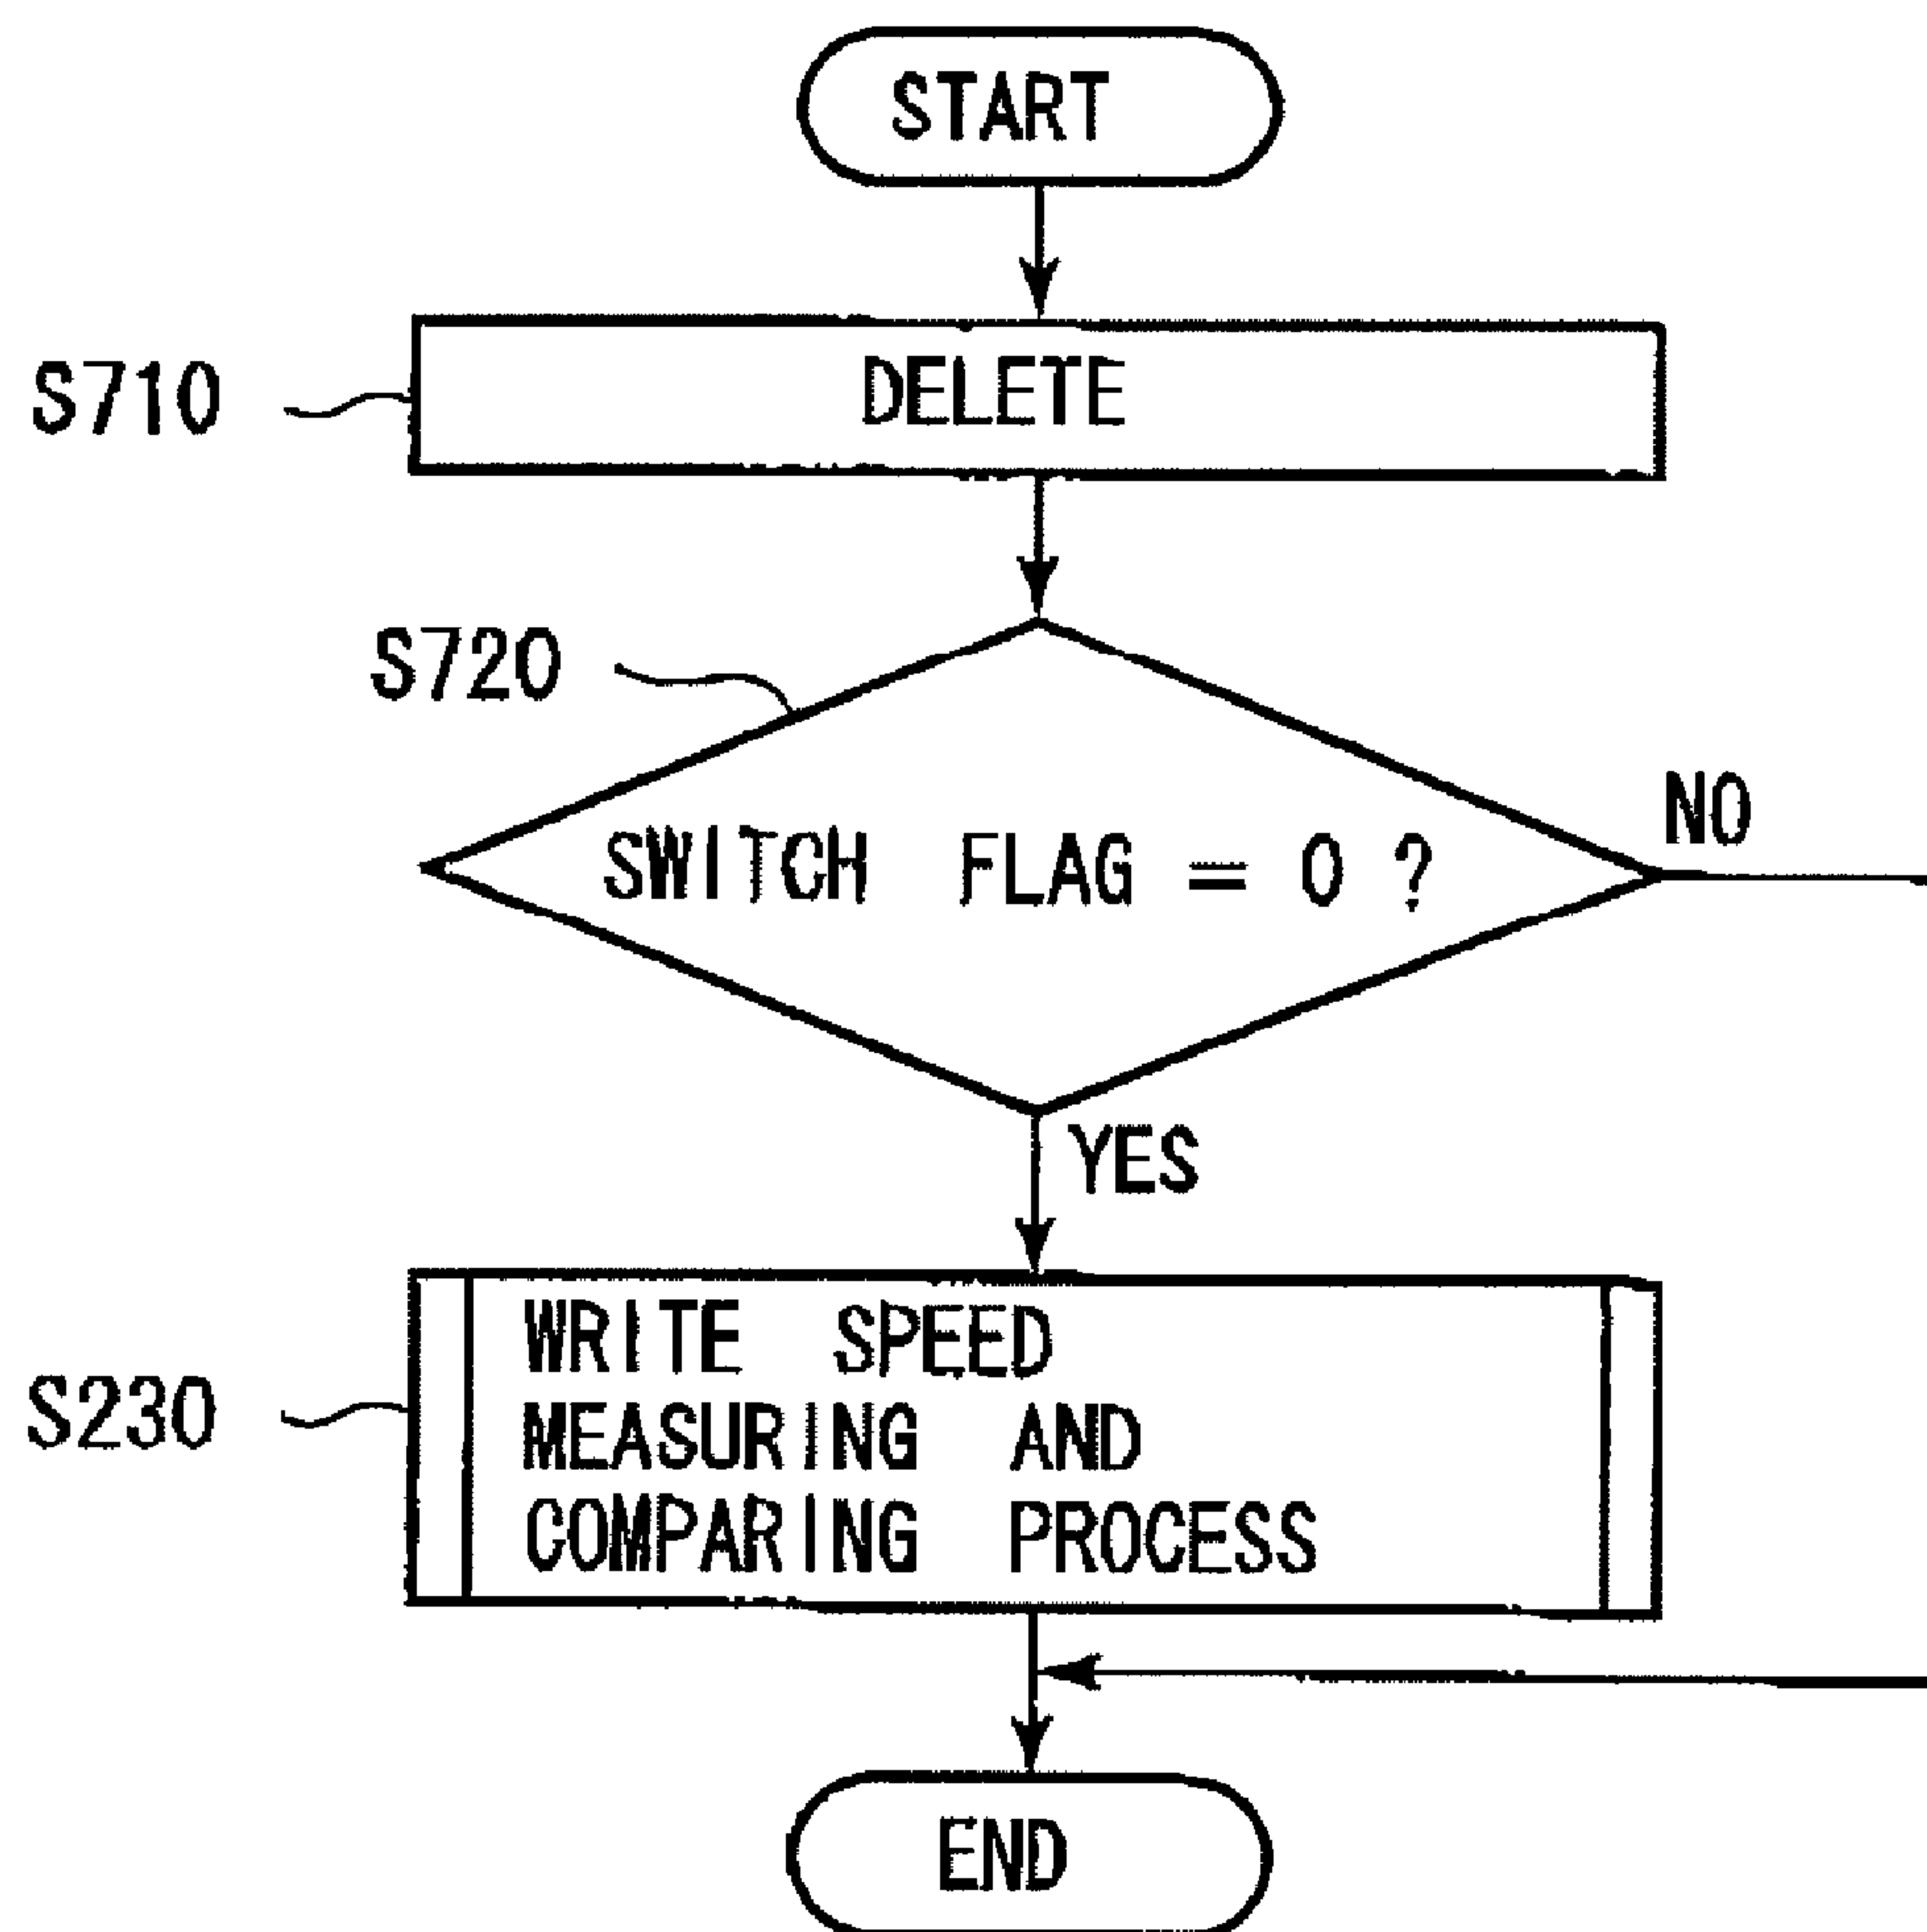 START
S710
DELETE
S720
SWITCH FLAG = 0 ?
NO
YES
S230
WRITE SPEED
MEASURING AND
COMPARING PROCESS
END